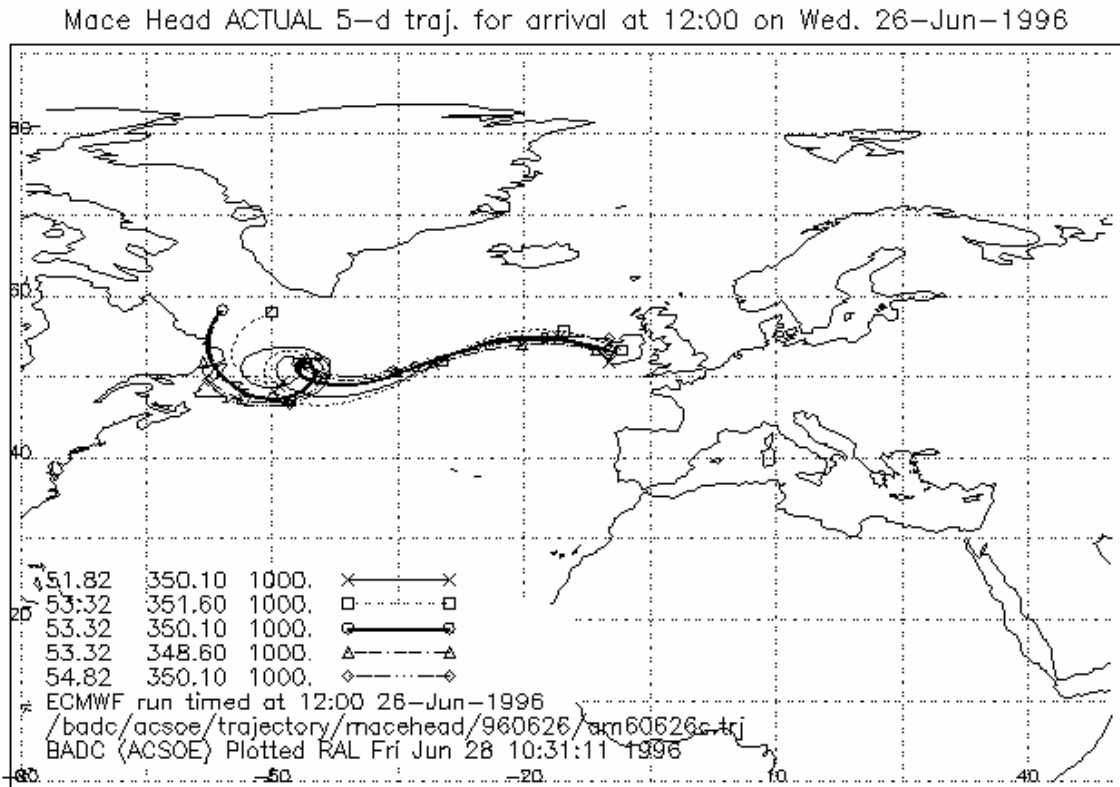 Mace Head ACTUAL 5-d traj. for arrival at 12:00 on Wed. 26-Jun-1996
80
60
40
20
51.82 350.10 1000.
53.32 351.60 1000.
53.32 350.10 1000.
53.32 348.60 1000.
54.82 350.10 1000.
ECMWF run timed at 12:00 26-Jun-1996
/badc/acsoe/trajectory/macehead/960626/am60626c.trj
BADC (ACSOE) Plotted RAL Fri Jun 28 10:31:11 1996
-50 -20 10 40